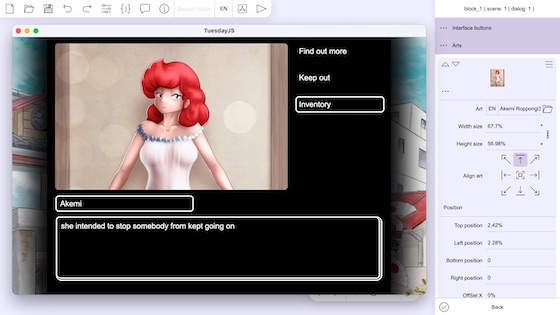 Search block
EN
block_1 ( scene: 1 | dialog: 1 )
TuesdayJS
Interface buttons
Arts
Find out more
Keep out
Inventory
Akemi
she intended to stop somebody from kept going on
Art
EN
Akemi Roppongi3
Width size
67.7%
Height size
56.98%
Align art
Position
Top position
2.42%
Left position
2.28%
Bottom position
0
Right position
0
OffSet X
0%
Back